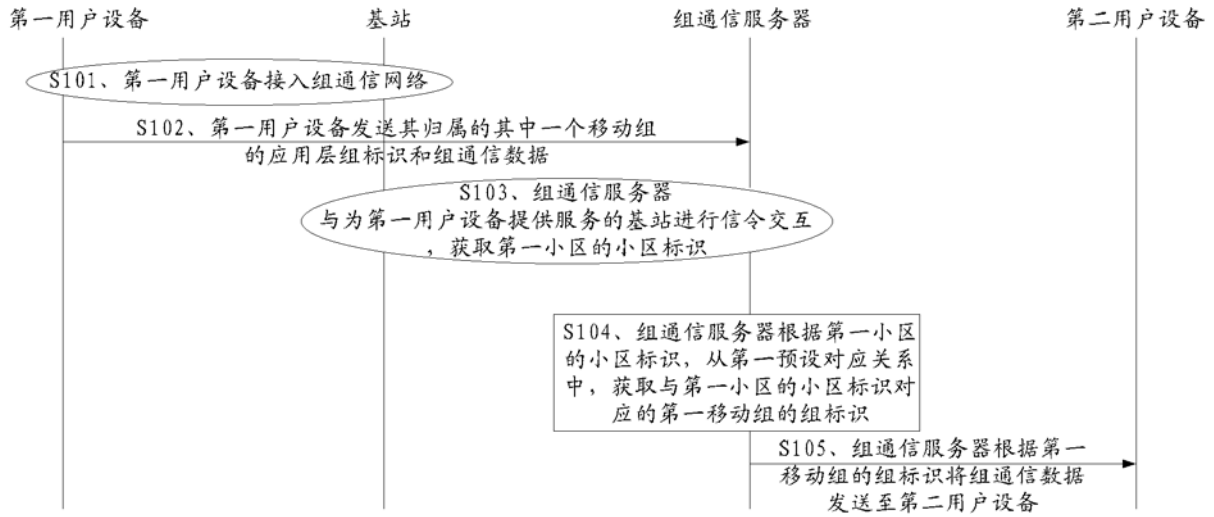 第一用户设备
基站
组通信服务器
第二用户设备
S101、第一用户设备接入组通信网络
S102、第一用户设备发送其归属的其中一个移动组
的应用层组标识和组通信数据
S103、组通信服务器
与为第一用户设备提供服务的基站进行信令交互
，获取第一小区的小区标识
S104、组通信服务器根据第一小区
的小区标识，从第一预设对应关系
中，获取与第一小区的小区标识对
应的第一移动组的组标识
S105、组通信服务器根据第一
移动组的组标识将组通信数据
发送至第二用户设备